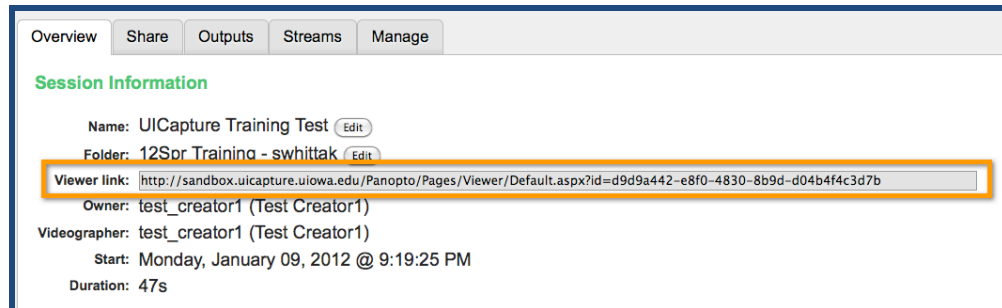 Overview Share Outputs Streams Manage
Session Information
Name: UICapture Training Test Edit
Folder: 12Spr Training - swhittak Edit
Viewer link: http://sandbox.uicapture.uiowa.edu/Panopto/Pages/Viewer/Default.aspx?id=d9d9a442-e8f0-4830-8b9d-d04b4f4c3d7b
Owner: test_creator1 (Test Creator1)
Videographer: test_creator1 (Test Creator1)
Start: Monday, January 09, 2012 @ 9:19:25 PM
Duration: 47s